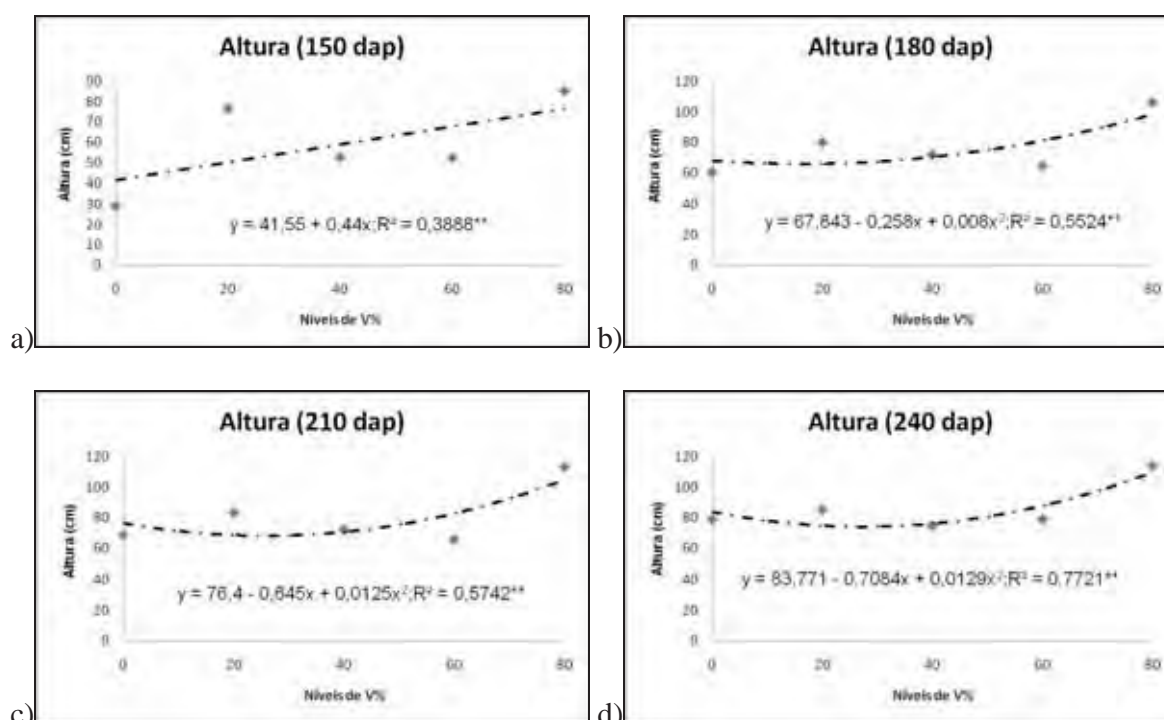 Altura (150 dap)
Altura (cm)
90
80
70
60
50
40
30
20
10
0
y = 41,55 + 0,44x; R² = 0,3888**
0 20 40 60 80
Níveis de V%
a)
Altura (180 dap)
Altura (cm)
120
100
80
60
40
20
0
y = 67,843 - 0,258x + 0,008x²; R² = 0,5524**
0 20 40 60 80
Níveis de V%
b)
Altura (210 dap)
Altura (cm)
120
100
80
60
40
20
0
y = 76,4 - 0,645x + 0,0125x²; R² = 0,5742**
0 20 40 60 80
Níveis de V%
c)
Altura (240 dap)
Altura (cm)
120
100
80
60
40
20
0
y = 83,771 - 0,7084x + 0,0129x²; R² = 0,7721**
0 20 40 60 80
Níveis de V%
d)